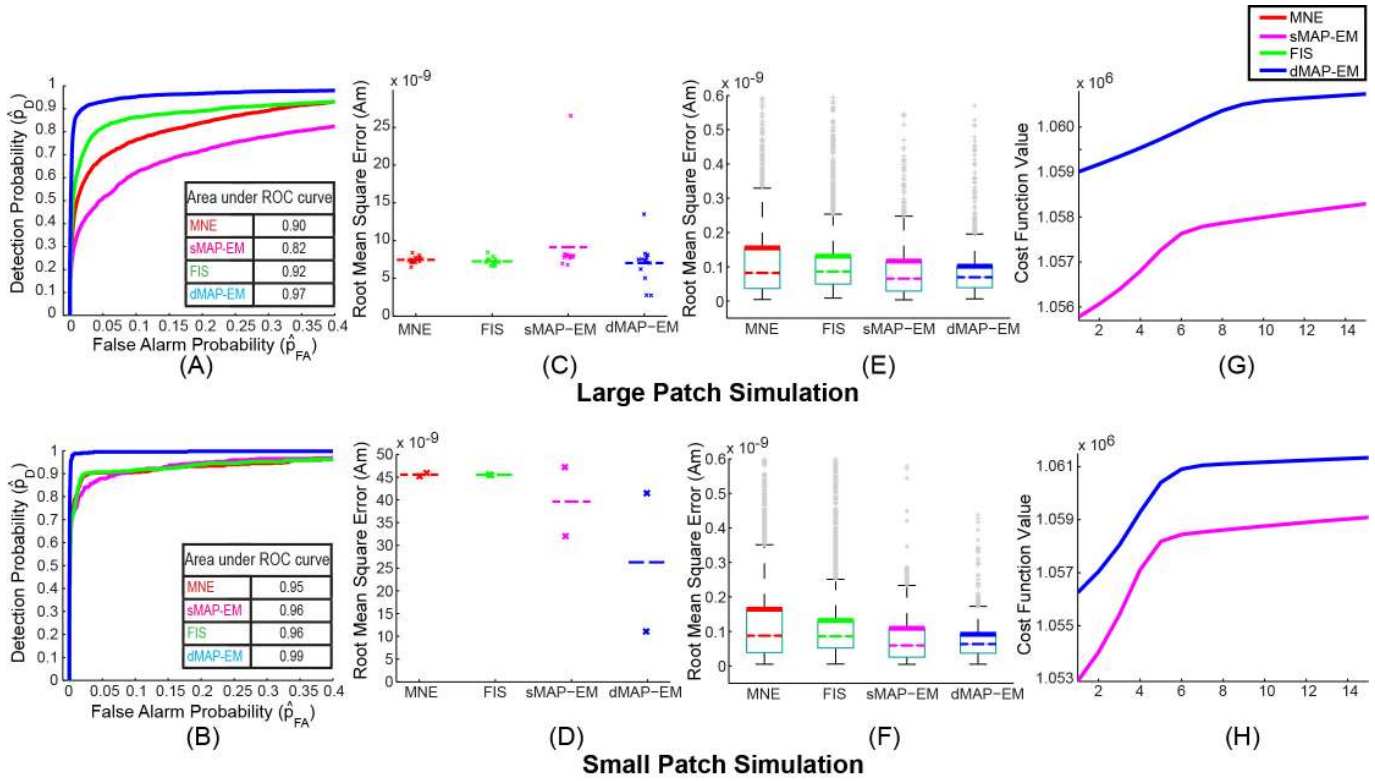 MNE
sMAP-EM
FIS
dMAP-EM
Detection Probability (p̂_D)
1
0.9
0.8
0.7
0.6
0.5
0.4
0.3
0.2
0.1
0
Area under ROC curve
MNE 0.90
sMAP-EM 0.82
FIS 0.92
dMAP-EM 0.97
0 0.05 0.1 0.15 0.2 0.25 0.3 0.35 0.4
False Alarm Probability (p̂_FA)
(A)
x 10-9
Root Mean Square Error (Am)
25
20
15
10
5
0
MNE FIS sMAP-EM dMAP-EM
(C)
x 10-9
Root Mean Square Error (Am)
0.6
0.5
0.4
0.3
0.2
0.1
0
MNE FIS sMAP-EM dMAP-EM
(E)
x 10^6
Cost Function Value
1.060
1.059
1.058
1.057
1.056
2 4 6 8 10 12 14
(G)
Large Patch Simulation
Detection Probability (p̂_D)
1
0.9
0.8
0.7
0.6
0.5
0.4
0.3
0.2
0.1
0
Area under ROC curve
MNE 0.95
sMAP-EM 0.96
FIS 0.96
dMAP-EM 0.99
0 0.05 0.1 0.15 0.2 0.25 0.3 0.35 0.4
False Alarm Probability (p̂_FA)
(B)
x 10-9
Root Mean Square Error (Am)
50
45
40
35
30
25
20
15
10
5
0
MNE FIS sMAP-EM dMAP-EM
(D)
x 10-9
Root Mean Square Error (Am)
0.6
0.5
0.4
0.3
0.2
0.1
0
MNE FIS sMAP-EM dMAP-EM
(F)
x 10^6
Cost Function Value
1.061
1.059
1.057
1.055
1.053
2 4 6 8 10 12 14
(H)
Small Patch Simulation